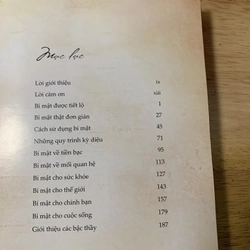 Mục lục
Lời giới thiệu ix
Lời cảm ơn xiii
Bí mật được tiết lộ 1
Bí mật thật đơn giản 27
Cách sử dụng bí mật 45
Những quy trình kỳ diệu 71
Bí mật về tiền bạc 95
Bí mật về mối quan hệ 113
Bí mật cho sức khỏe 127
Bí mật cho thế giới 143
Bí mật cho chính bạn 157
Bí mật cho cuộc sống 179
Giới thiệu các bậc thầy 187